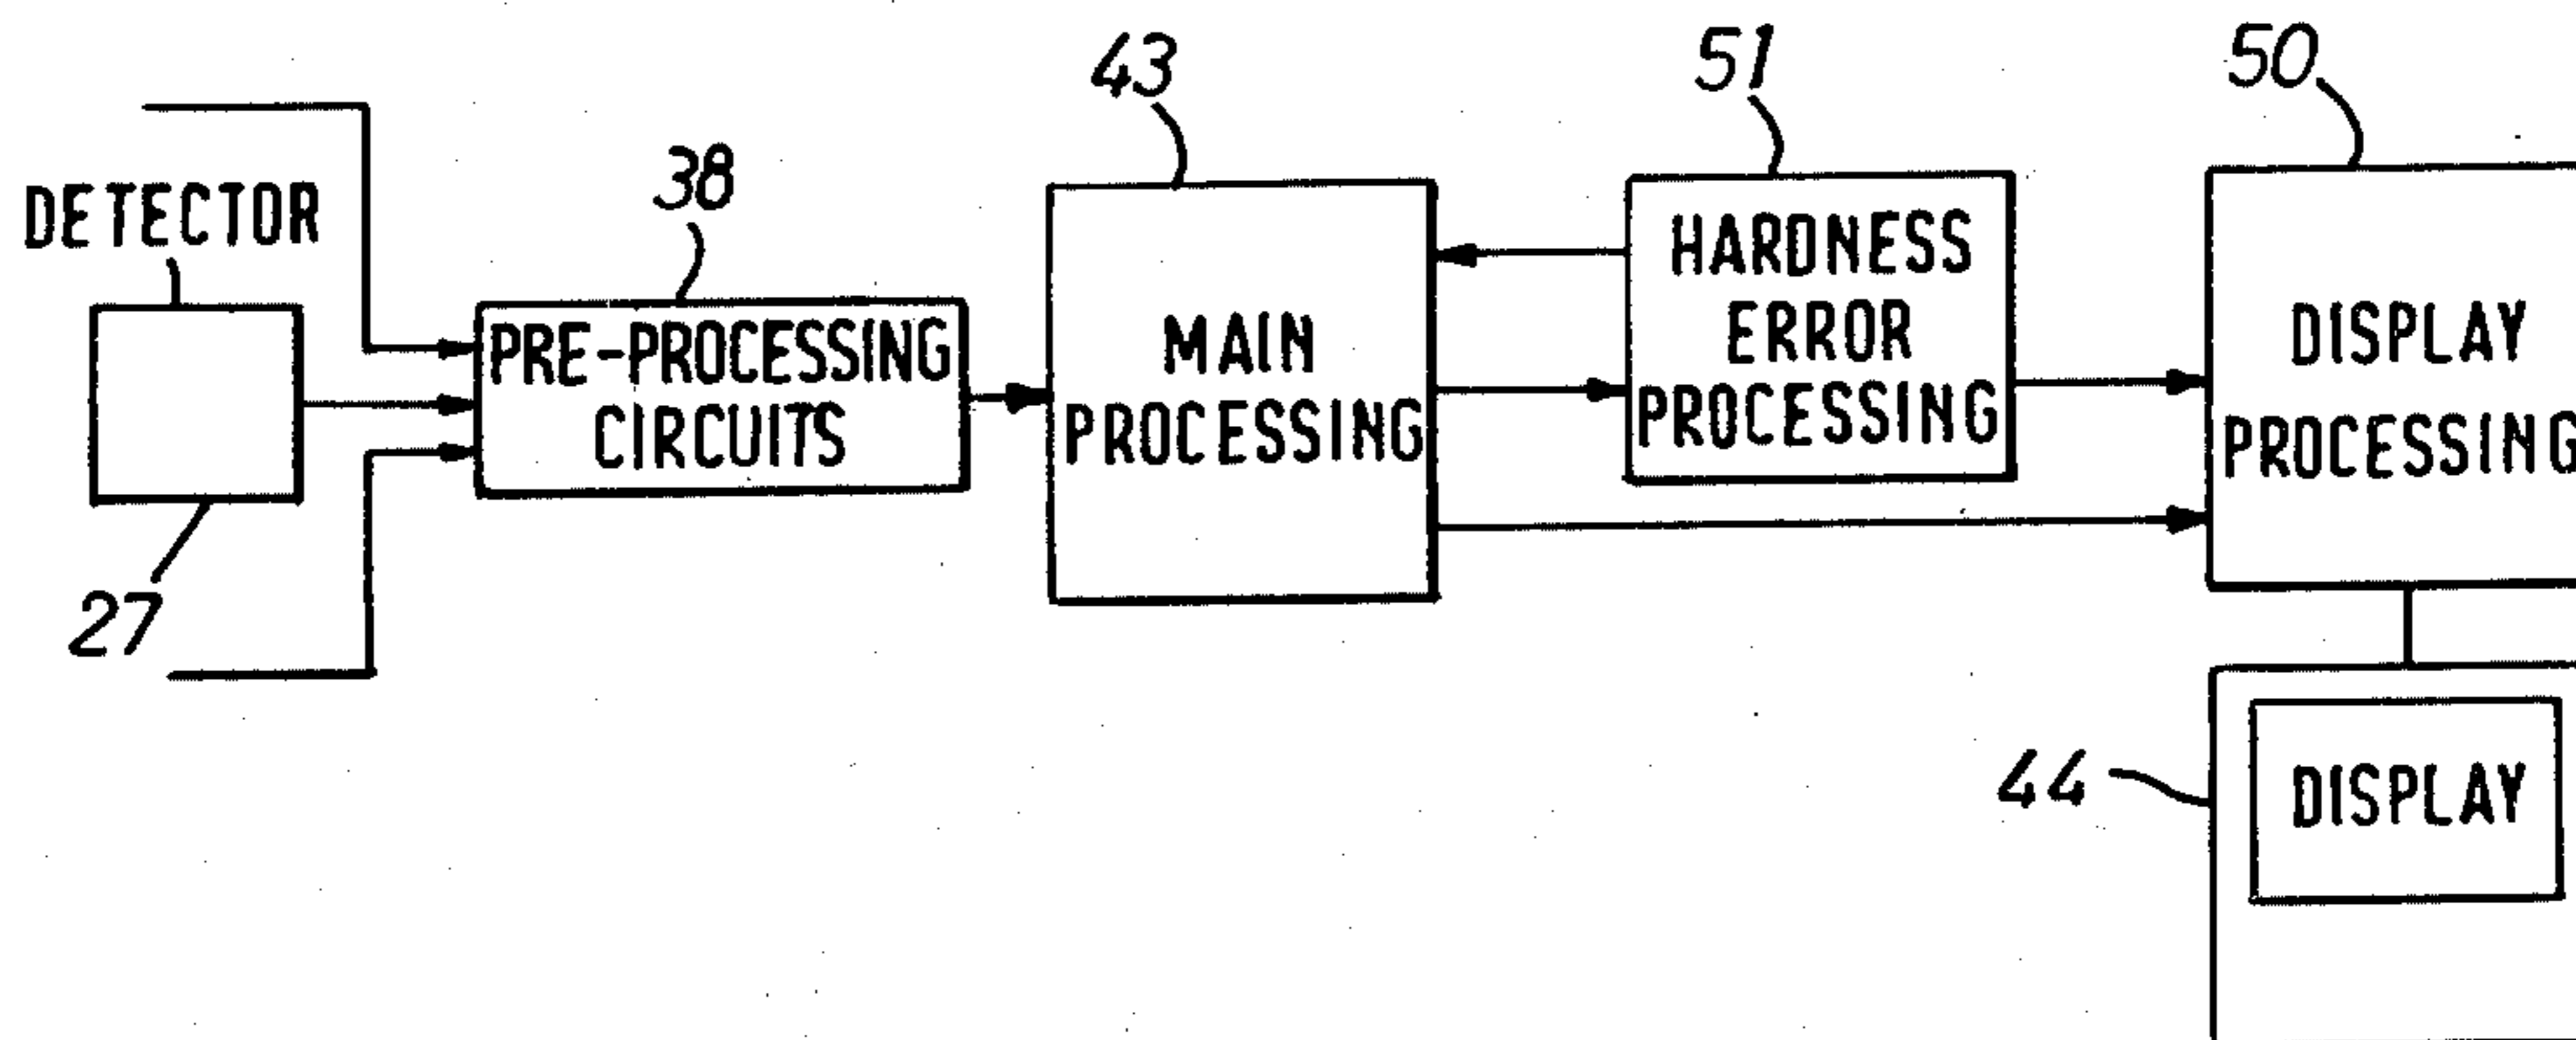 43
51
50
38
DETECTOR
PRE-PROCESSING
CIRCUITS
MAIN
PROCESSING
HARDNESS
ERROR
PROCESSING
DISPLAY
PROCESSING
27
44
DISPLAY